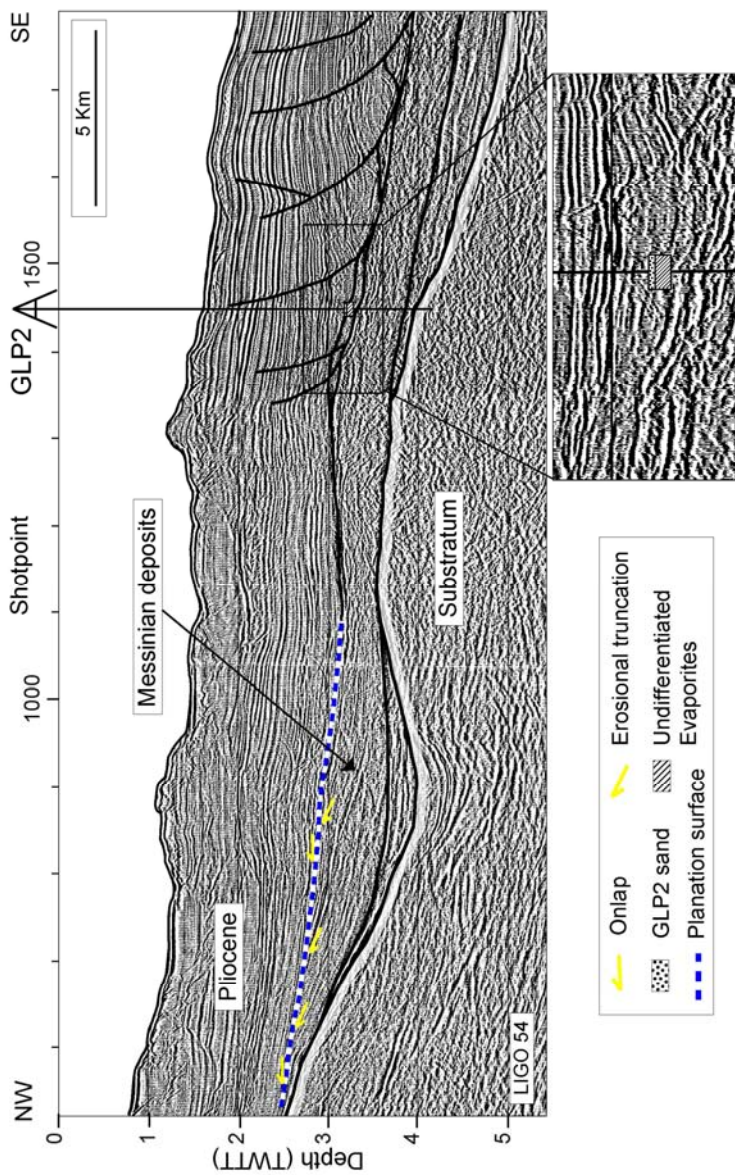 NW
Shotpoint
GLP2
SE
1000
1500
5 Km
0
1
2
3
4
5
Depth (TWTT)
Pliocene
Messinian deposits
Substratum
LIGO 54
Onlap
Erosional truncation
GLP2 sand
Undifferentiated
Evaporites
Planation surface